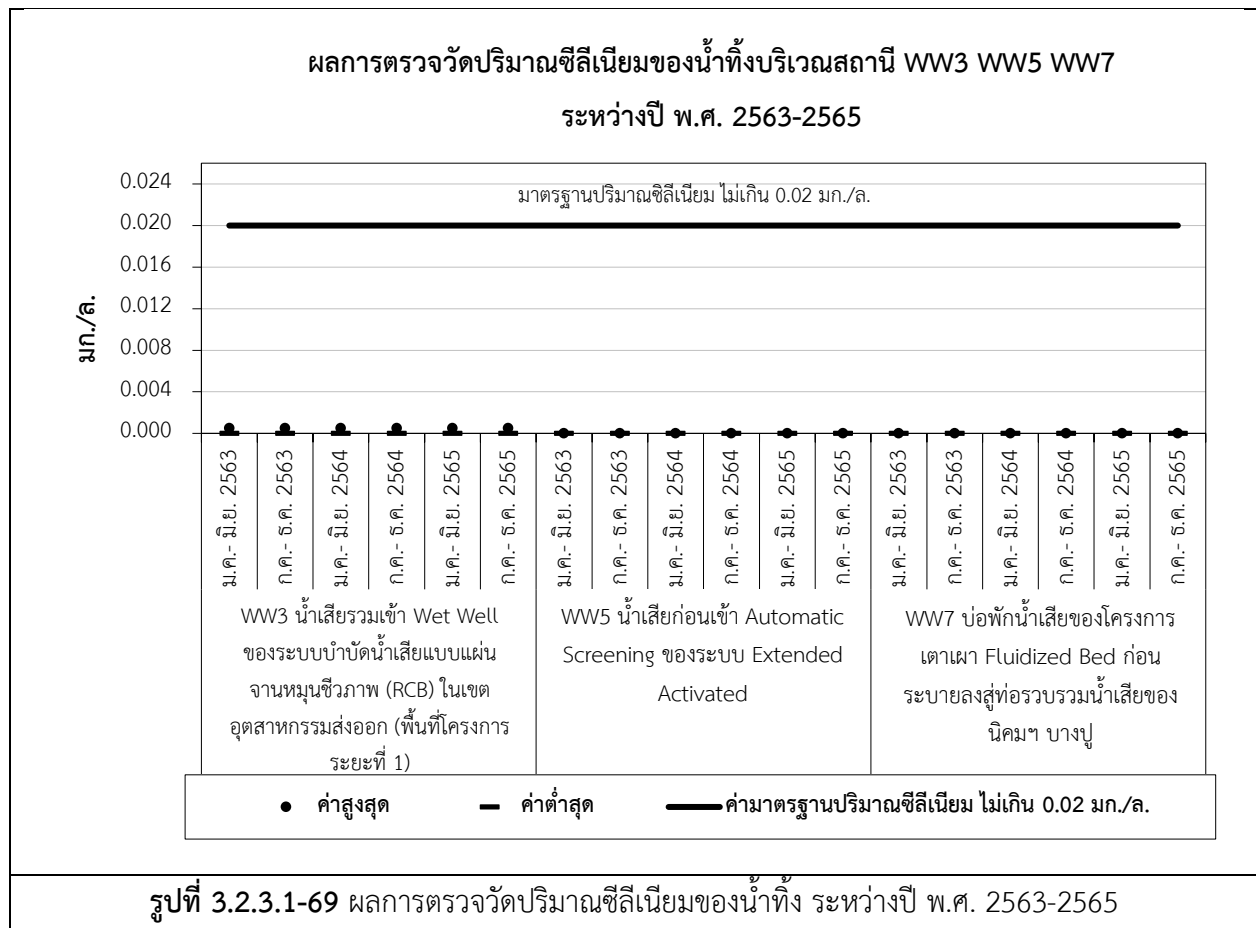 ผลการตรวจวัดปริมาณซีลีเนียมของน้ำทิ้งบริเวณสถานี WW3 WW5 WW7
ระหว่างปี พ.ศ. 2563-2565
มาตรฐานปริมาณซิลีเนียม ไม่เกิน 0.02 มก./ล.
มก./ล.
0.024
0.020
0.016
0.012
0.008
0.004
0.000
ม.ค.- มิ.ย. 2563
ก.ค.- ธ.ค. 2563
ม.ค.- มิ.ย. 2564
ก.ค.- ธ.ค. 2564
ม.ค.- มิ.ย. 2565
ก.ค.- ธ.ค. 2565
ม.ค.- มิ.ย. 2563
ก.ค.- ธ.ค. 2563
ม.ค.- มิ.ย. 2564
ก.ค.- ธ.ค. 2564
ม.ค.- มิ.ย. 2565
ก.ค.- ธ.ค. 2565
ม.ค.- มิ.ย. 2563
ก.ค.- ธ.ค. 2563
ม.ค.- มิ.ย. 2564
ก.ค.- ธ.ค. 2564
ม.ค.- มิ.ย. 2565
ก.ค.- ธ.ค. 2565
WW3 น้ำเสียรวมเข้า Wet Well
ของระบบบำบัดน้ำเสียแบบแผ่น
จานหมุนชีวภาพ (RCB) ในเขต
อุตสาหกรรมส่งออก (พื้นที่โครงการ
ระยะที่ 1)
WW5 น้ำเสียก่อนเข้า Automatic
Screening ของระบบ Extended
Activated
WW7 บ่อพักน้ำเสียของโครงการ
เตาเผา Fluidized Bed ก่อน
ระบายลงสู่ท่อรวบรวมน้ำเสียของ
นิคมฯ บางปู
ค่าสูงสุด ค่าต่ำสุด ค่ามาตรฐานปริมาณซีลีเนียม ไม่เกิน 0.02 มก./ล.
รูปที่ 3.2.3.1-69 ผลการตรวจวัดปริมาณซีลีเนียมของน้ำทิ้ง ระหว่างปี พ.ศ. 2563-2565